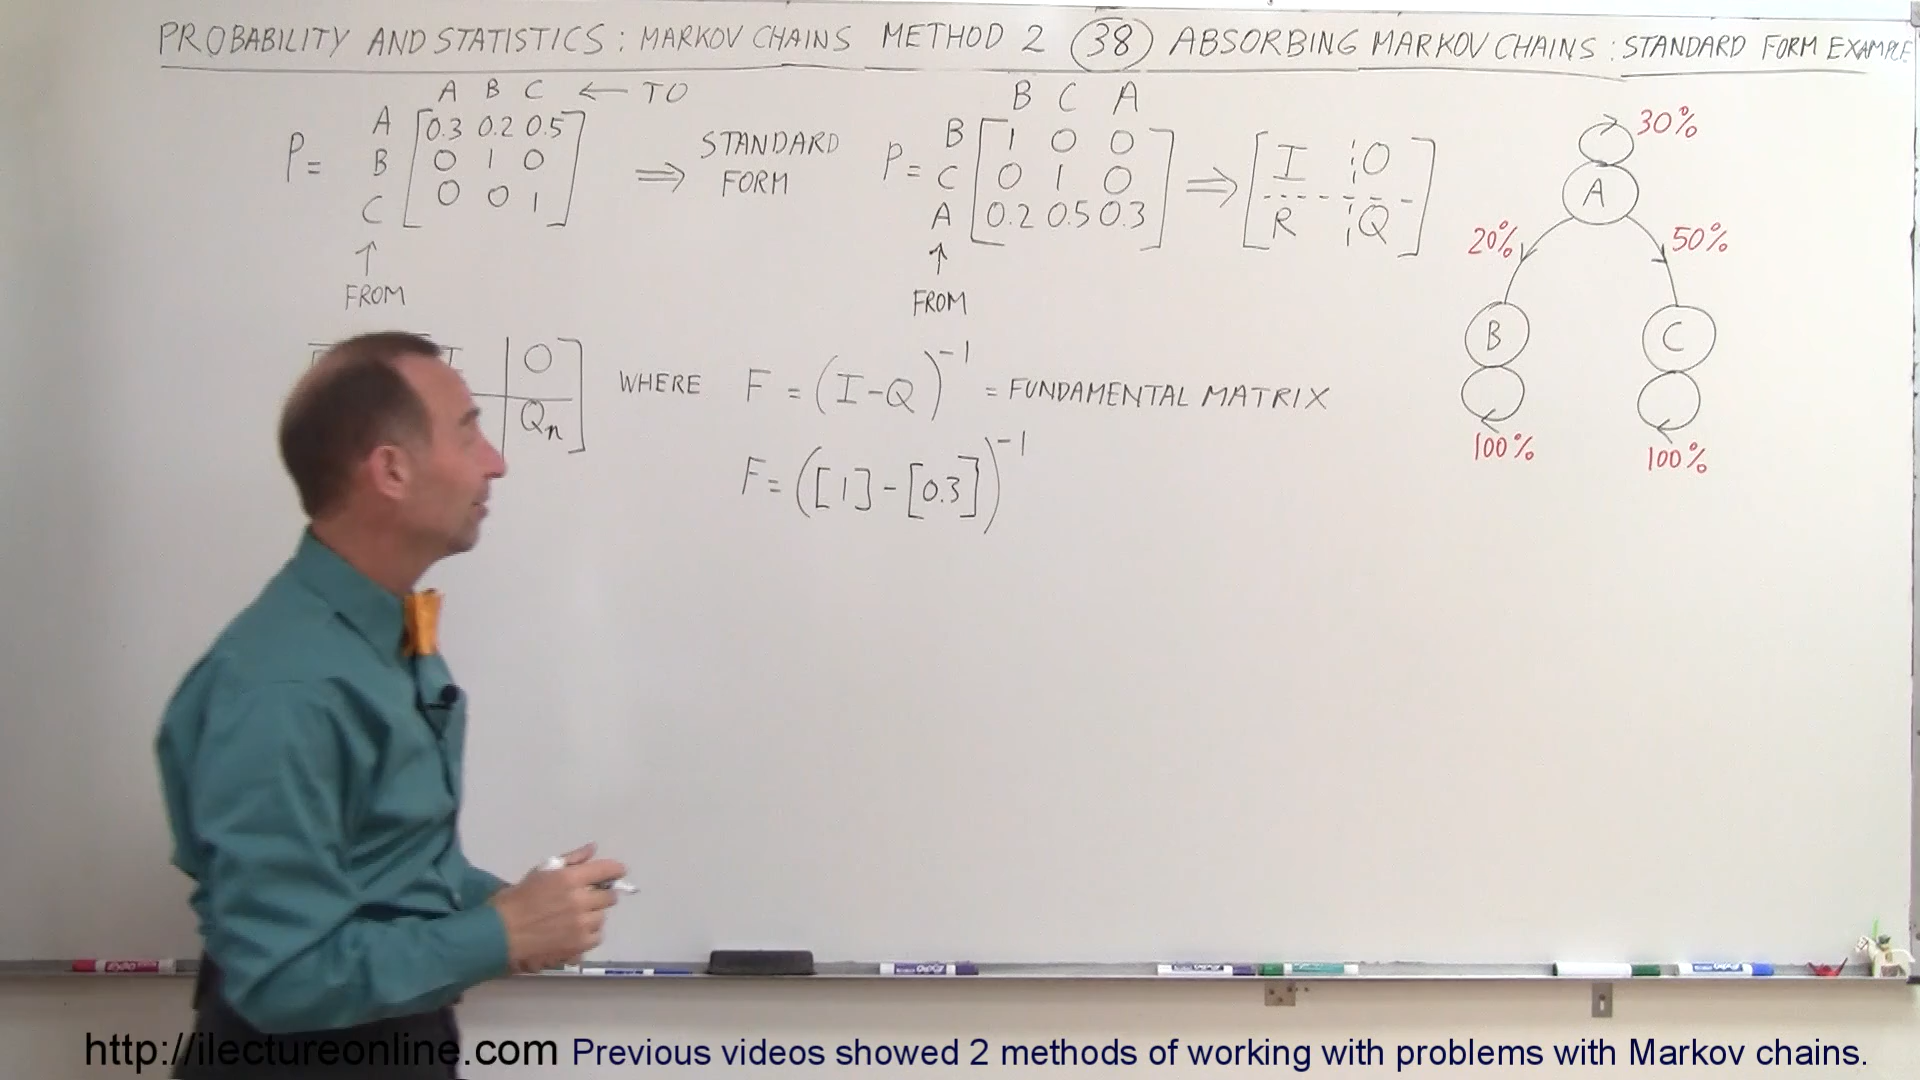 PROBABILITY AND STATISTICS : MARKOV CHAINS METHOD 2 (38) ABSORBING MARKOV CHAINS : STANDARD FORM EXAMPLE
A B C ← TO
P = A [0.3 0.2 0.5
B 0 1 0
C 0 0 1]
↑
FROM
⇒ STANDARD
FORM
B C A
P = B [1 0 0
C 0 1 0
A 0.2 0.5 0.3]
↑
FROM
⇒ [I ¦ O
R ¦ Q]
30%
A
20% 50%
B C
100% 100%
O
Qn
WHERE F = (I-Q)⁻¹ = FUNDAMENTAL MATRIX
F = ([1] - [0.3])⁻¹
EXPO
EXPO
EXPO
http://ilectureonline.com Previous videos showed 2 methods of working with problems with Markov chains.